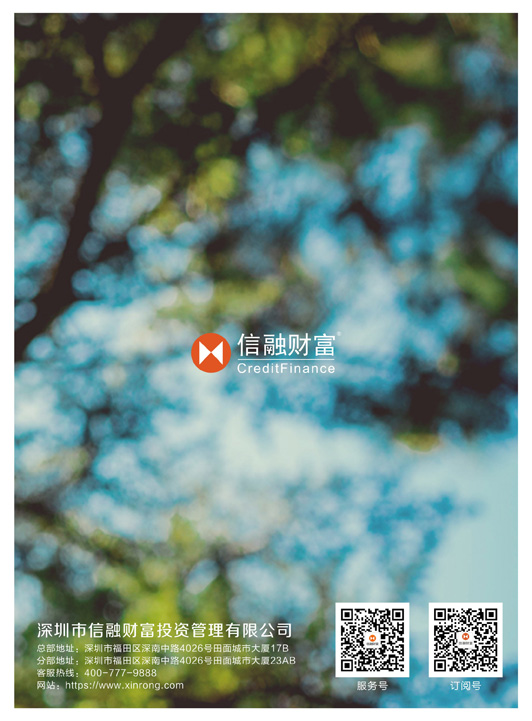 信融财富®
CreditFinance
深圳市信融财富投资管理有限公司
总部地址：深圳市福田区深南中路4026号田面城市大厦17B
分部地址：深圳市福田区深南中路4026号田面城市大厦23AB
客服热线：400-777-9888
网站：https://www.xinrong.com
服务号
订阅号